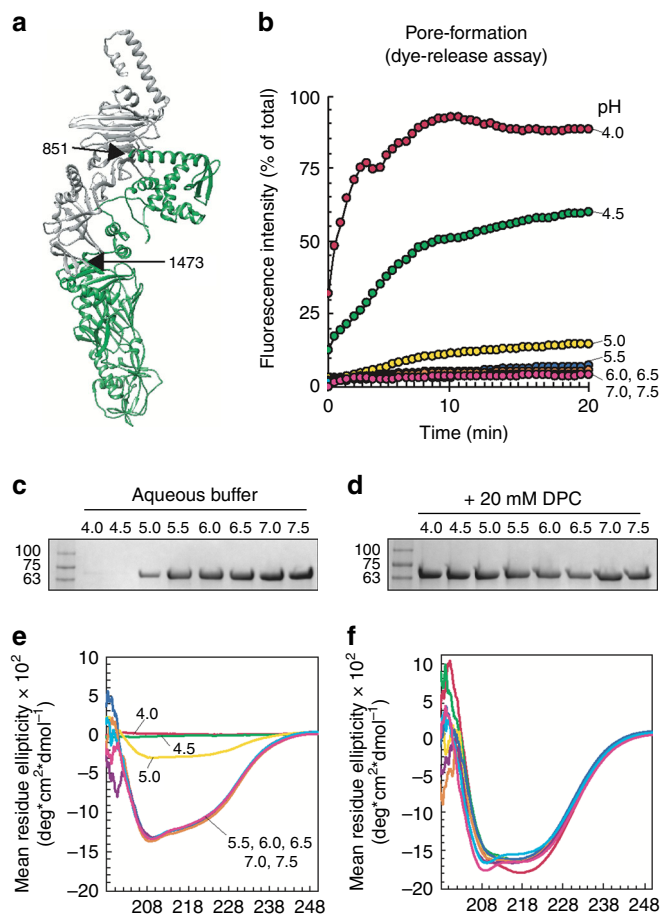 a
851
1473
b
Pore-formation
(dye-release assay)
Fluorescence intensity (% of total)
100
75
50
25
0
0
10
20
Time (min)
pH
4.0
4.5
5.0
5.5
6.0, 6.5
7.0, 7.5
c
Aqueous buffer
4.0 4.5 5.0 5.5 6.0 6.5 7.0 7.5
100
75
63
d
+ 20 mM DPC
4.0 4.5 5.0 5.5 6.0 6.5 7.0 7.5
100
75
63
e
Mean residue ellipticity × 10²
(deg*cm²*dmol⁻¹)
10
5
0
−5
−10
−15
−20
4.0
4.5
5.0
5.5, 6.0, 6.5
7.0, 7.5
208 218 228 238 248
f
Mean residue ellipticity × 10²
(deg*cm²*dmol⁻¹)
15
10
5
0
−5
−10
−15
−20
208 218 228 238 248